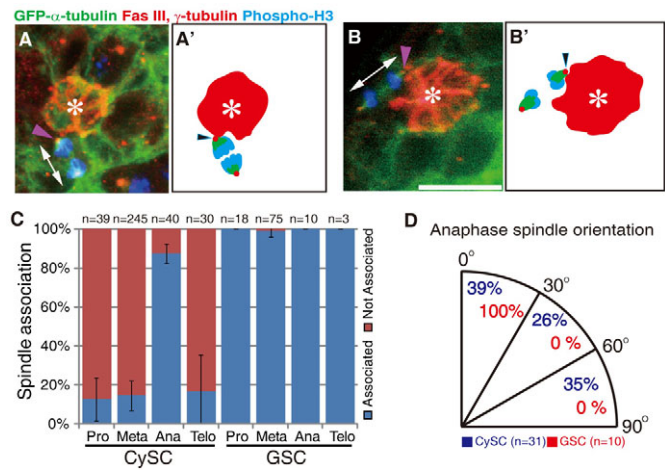 GFP-α-tubulin Fas III, γ-tubulin Phospho-H3
A
*
A'
*
B
*
B'
*
C
n=39 n=245 n=40 n=30 n=18 n=75 n=10 n=3
100%
80%
60%
40%
20%
0%
Spindle association
Pro Meta Ana Telo Pro Meta Ana Telo
CySC GSC
Associated Not Associated
D
Anaphase spindle orientation
0°
30°
60°
90°
39%
100%
26%
0 %
35%
0 %
CySC (n=31) GSC (n=10)